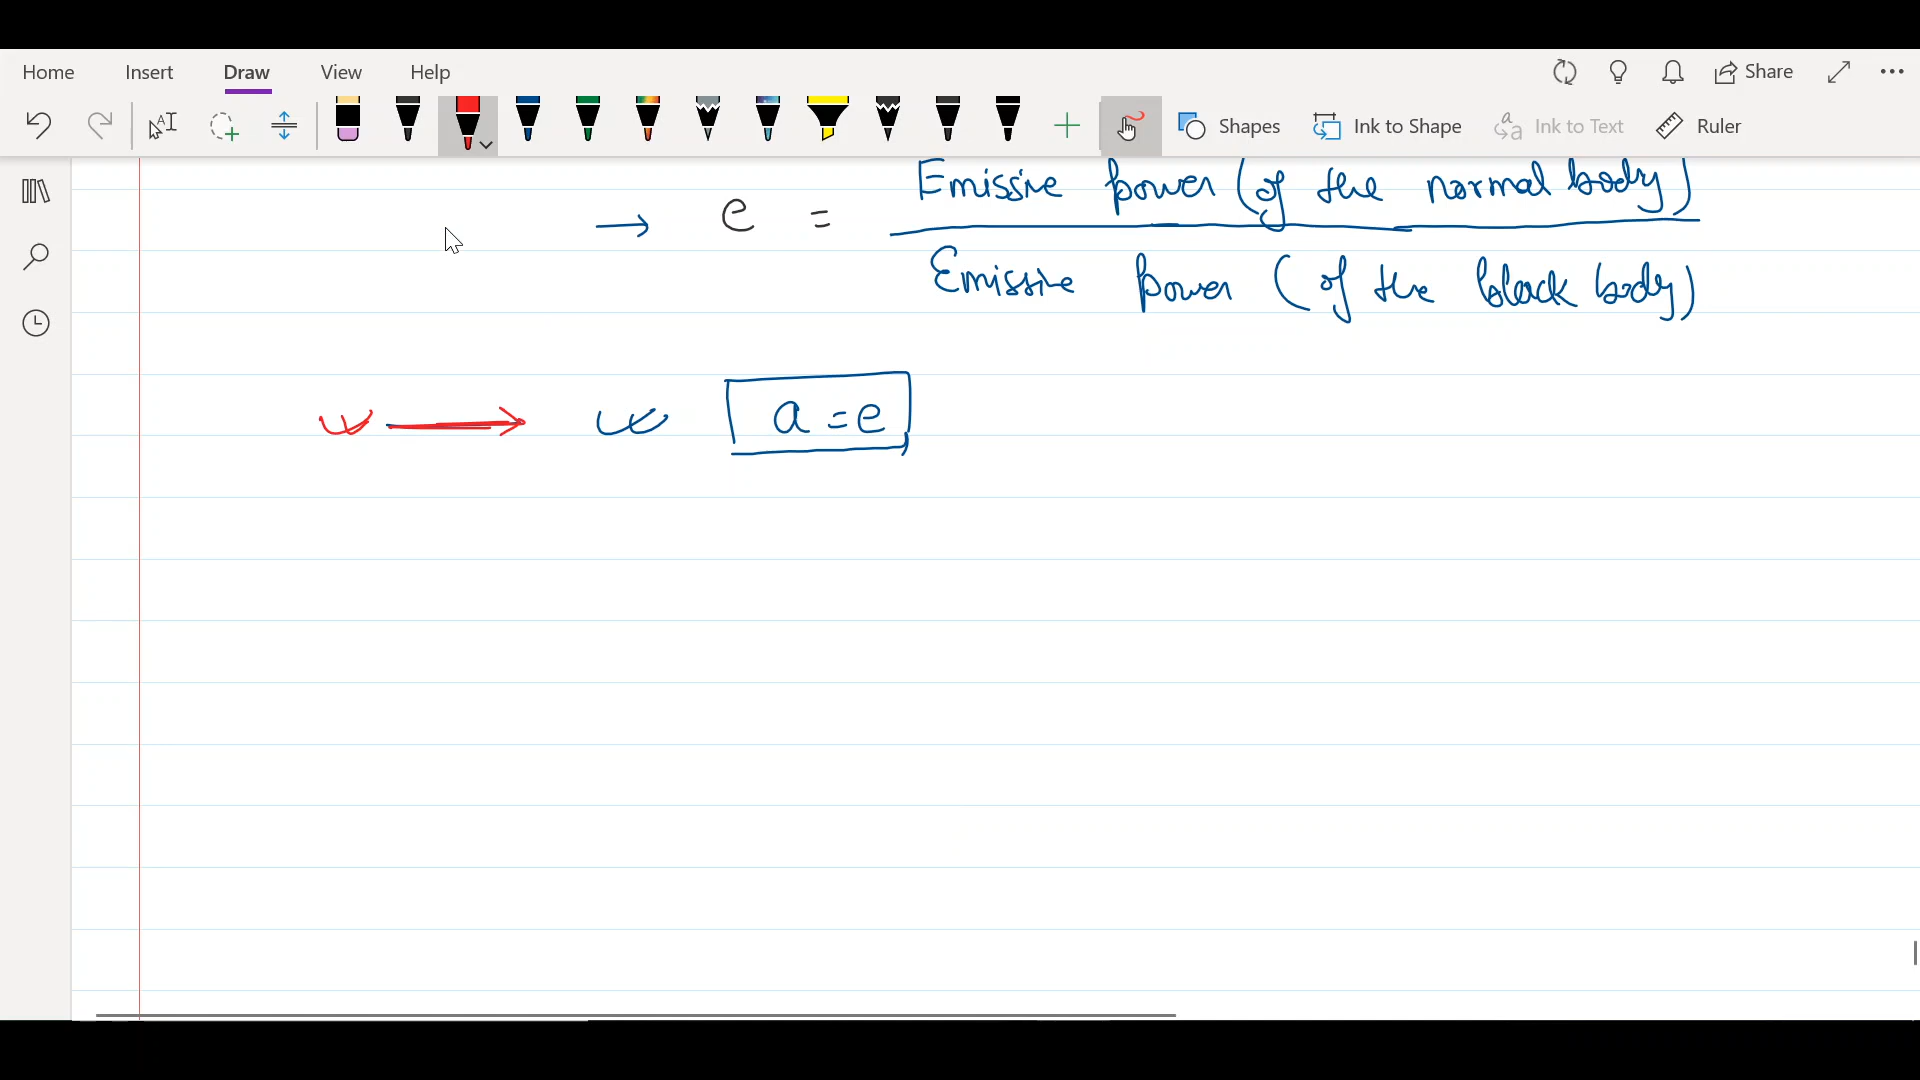 Home Insert Draw View Help Share
Shapes Ink to Shape Ink to Text Ruler
Emissive power (of the normal body)
→ e =
Emissive power (of the black body)
a = e